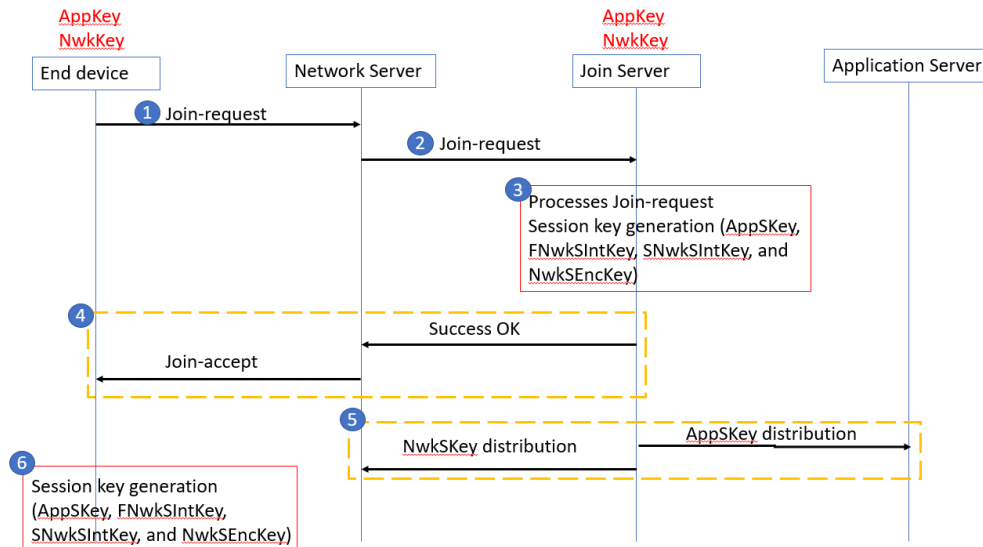 AppKey
NwkKey
AppKey
NwkKey
End device
Network Server
Join Server
Application Server
1 Join-request
2 Join-request
3
Processes Join-request
Session key generation (AppSKey,
FNwkSIntKey, SNwkSIntKey, and
NwkSEncKey)
4
Success OK
Join-accept
5
AppSKey distribution
NwkSKey distribution
6
Session key generation
(AppSKey, FNwkSIntKey,
SNwkSIntKey, and NwkSEncKey)